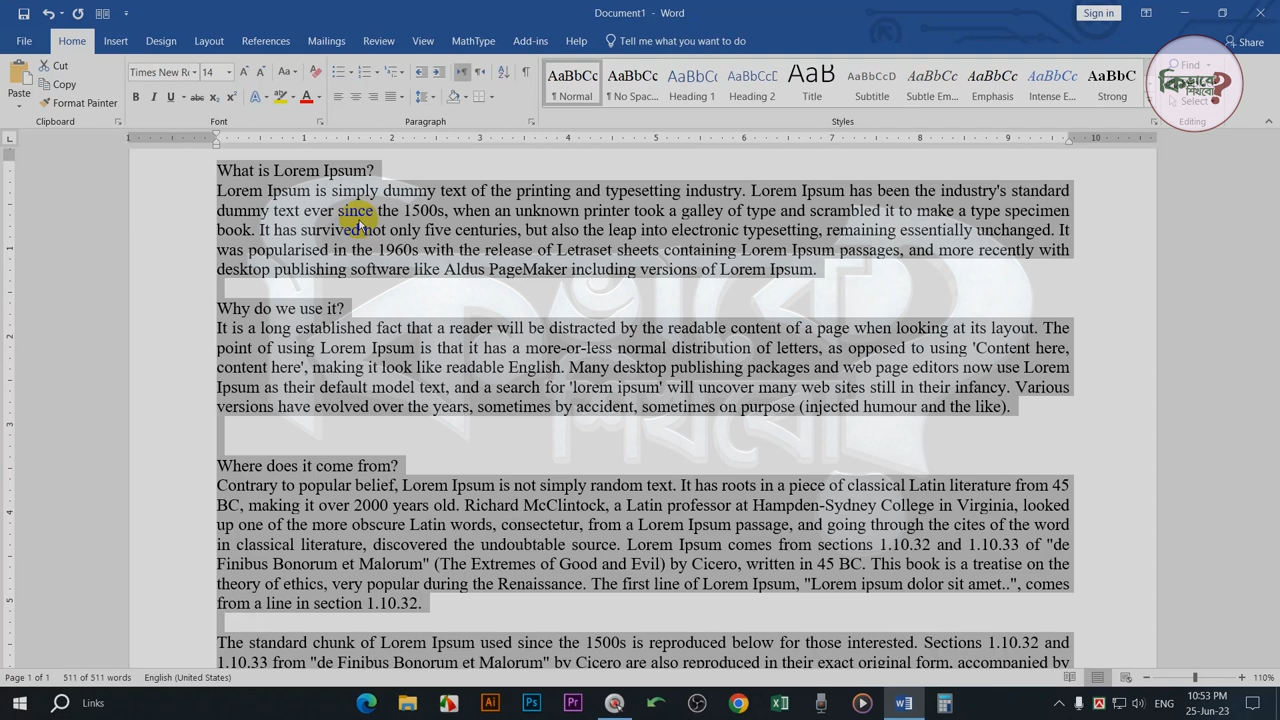 Document1 - Word
Sign in
File Home Insert Design Layout References Mailings Review View MathType Add-ins Help Tell me what you want to do Share
Paste
Cut
Copy
Format Painter
Clipboard
Times New Ro 14
Font
Paragraph
AaBbCc AaBbCc AaBbC AaBbCc AaB AaBbCcD AaBbCc AaBbCc AaBbCc AaBbCc
¶ Normal ¶ No Spac... Heading 1 Heading 2 Title Subtitle Subtle Em... Emphasis Intense E... Strong
Styles
Find
Select
Editing
কিভাবে শিখবো?
What is Lorem Ipsum?
Lorem Ipsum is simply dummy text of the printing and typesetting industry. Lorem Ipsum has been the industry's standard
dummy text ever since the 1500s, when an unknown printer took a galley of type and scrambled it to make a type specimen
book. It has survived not only five centuries, but also the leap into electronic typesetting, remaining essentially unchanged. It
was popularised in the 1960s with the release of Letraset sheets containing Lorem Ipsum passages, and more recently with
desktop publishing software like Aldus PageMaker including versions of Lorem Ipsum.
Why do we use it?
It is a long established fact that a reader will be distracted by the readable content of a page when looking at its layout. The
point of using Lorem Ipsum is that it has a more-or-less normal distribution of letters, as opposed to using 'Content here,
content here', making it look like readable English. Many desktop publishing packages and web page editors now use Lorem
Ipsum as their default model text, and a search for 'lorem ipsum' will uncover many web sites still in their infancy. Various
versions have evolved over the years, sometimes by accident, sometimes on purpose (injected humour and the like).
Where does it come from?
Contrary to popular belief, Lorem Ipsum is not simply random text. It has roots in a piece of classical Latin literature from 45
BC, making it over 2000 years old. Richard McClintock, a Latin professor at Hampden-Sydney College in Virginia, looked
up one of the more obscure Latin words, consectetur, from a Lorem Ipsum passage, and going through the cites of the word
in classical literature, discovered the undoubtable source. Lorem Ipsum comes from sections 1.10.32 and 1.10.33 of "de
Finibus Bonorum et Malorum" (The Extremes of Good and Evil) by Cicero, written in 45 BC. This book is a treatise on the
theory of ethics, very popular during the Renaissance. The first line of Lorem Ipsum, "Lorem ipsum dolor sit amet..", comes
from a line in section 1.10.32.
The standard chunk of Lorem Ipsum used since the 1500s is reproduced below for those interested. Sections 1.10.32 and
1.10.33 from "de Finibus Bonorum et Malorum" by Cicero are also reproduced in their exact original form, accompanied by
Page 1 of 1 511 of 511 words English (United States) 110%
Links
ENG
10:53 PM
25-Jun-23